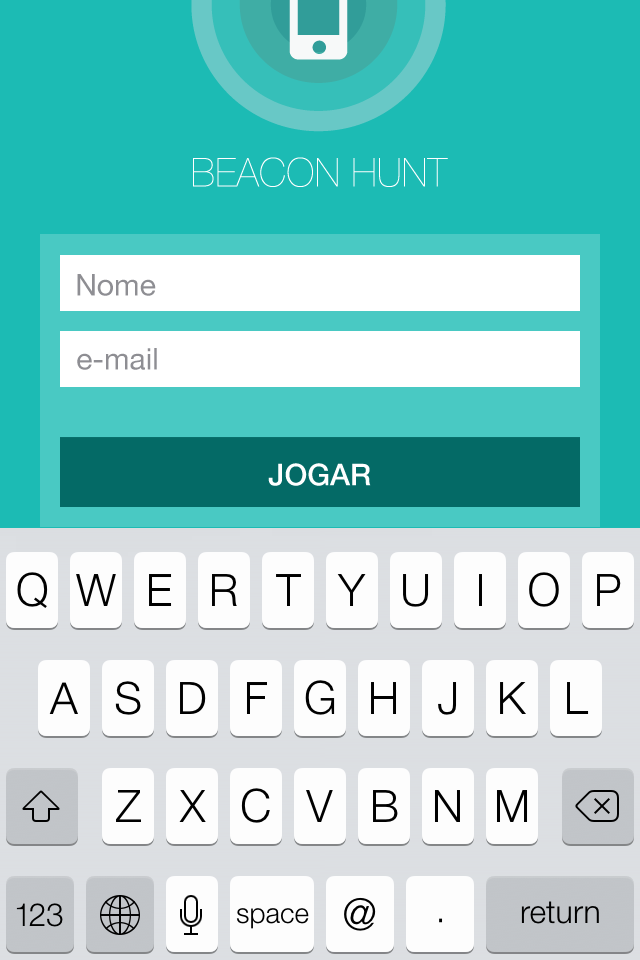 BEACON HUNT
Nome
e-mail
JOGAR
Q W E R T Y U I O P
A S D F G H J K L
Z X C V B N M
123 space @ . return